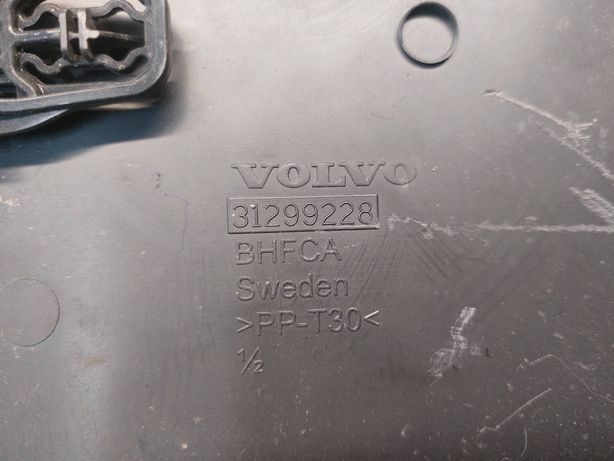 VOLVO
31299228
BHFCA
Sweden
>PP-T30<
½